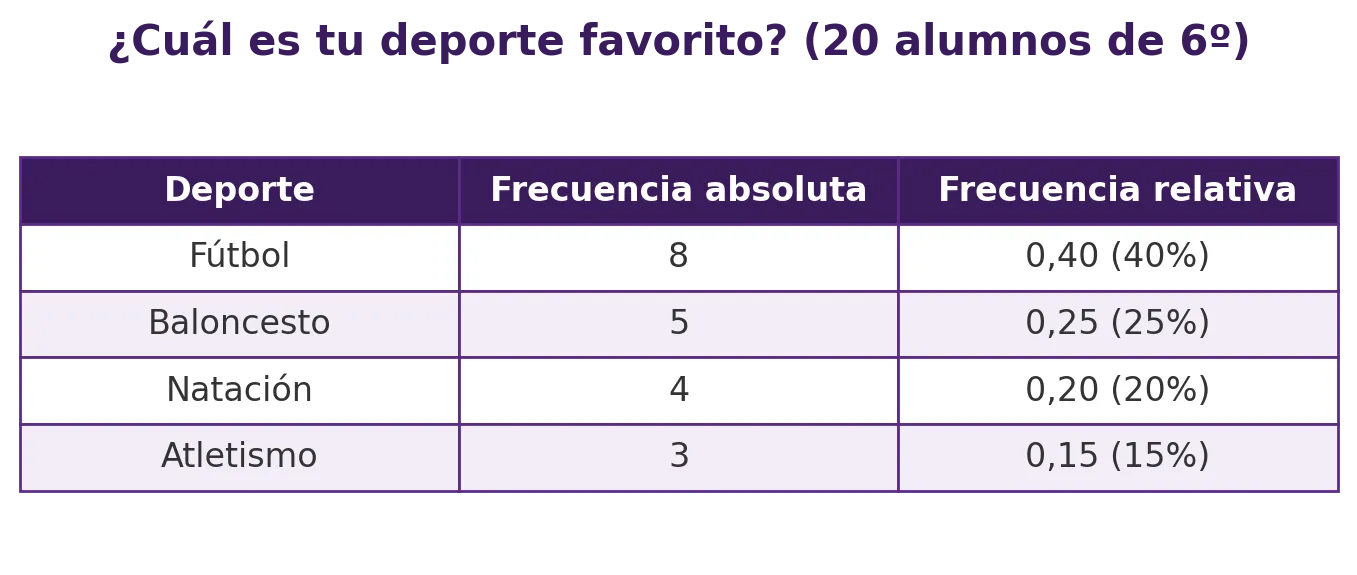 ¿Cuál es tu deporte favorito? (20 alumnos de 6º)
Deporte Frecuencia absoluta Frecuencia relativa
Fútbol 8 0,40 (40%)
Baloncesto 5 0,25 (25%)
Natación 4 0,20 (20%)
Atletismo 3 0,15 (15%)